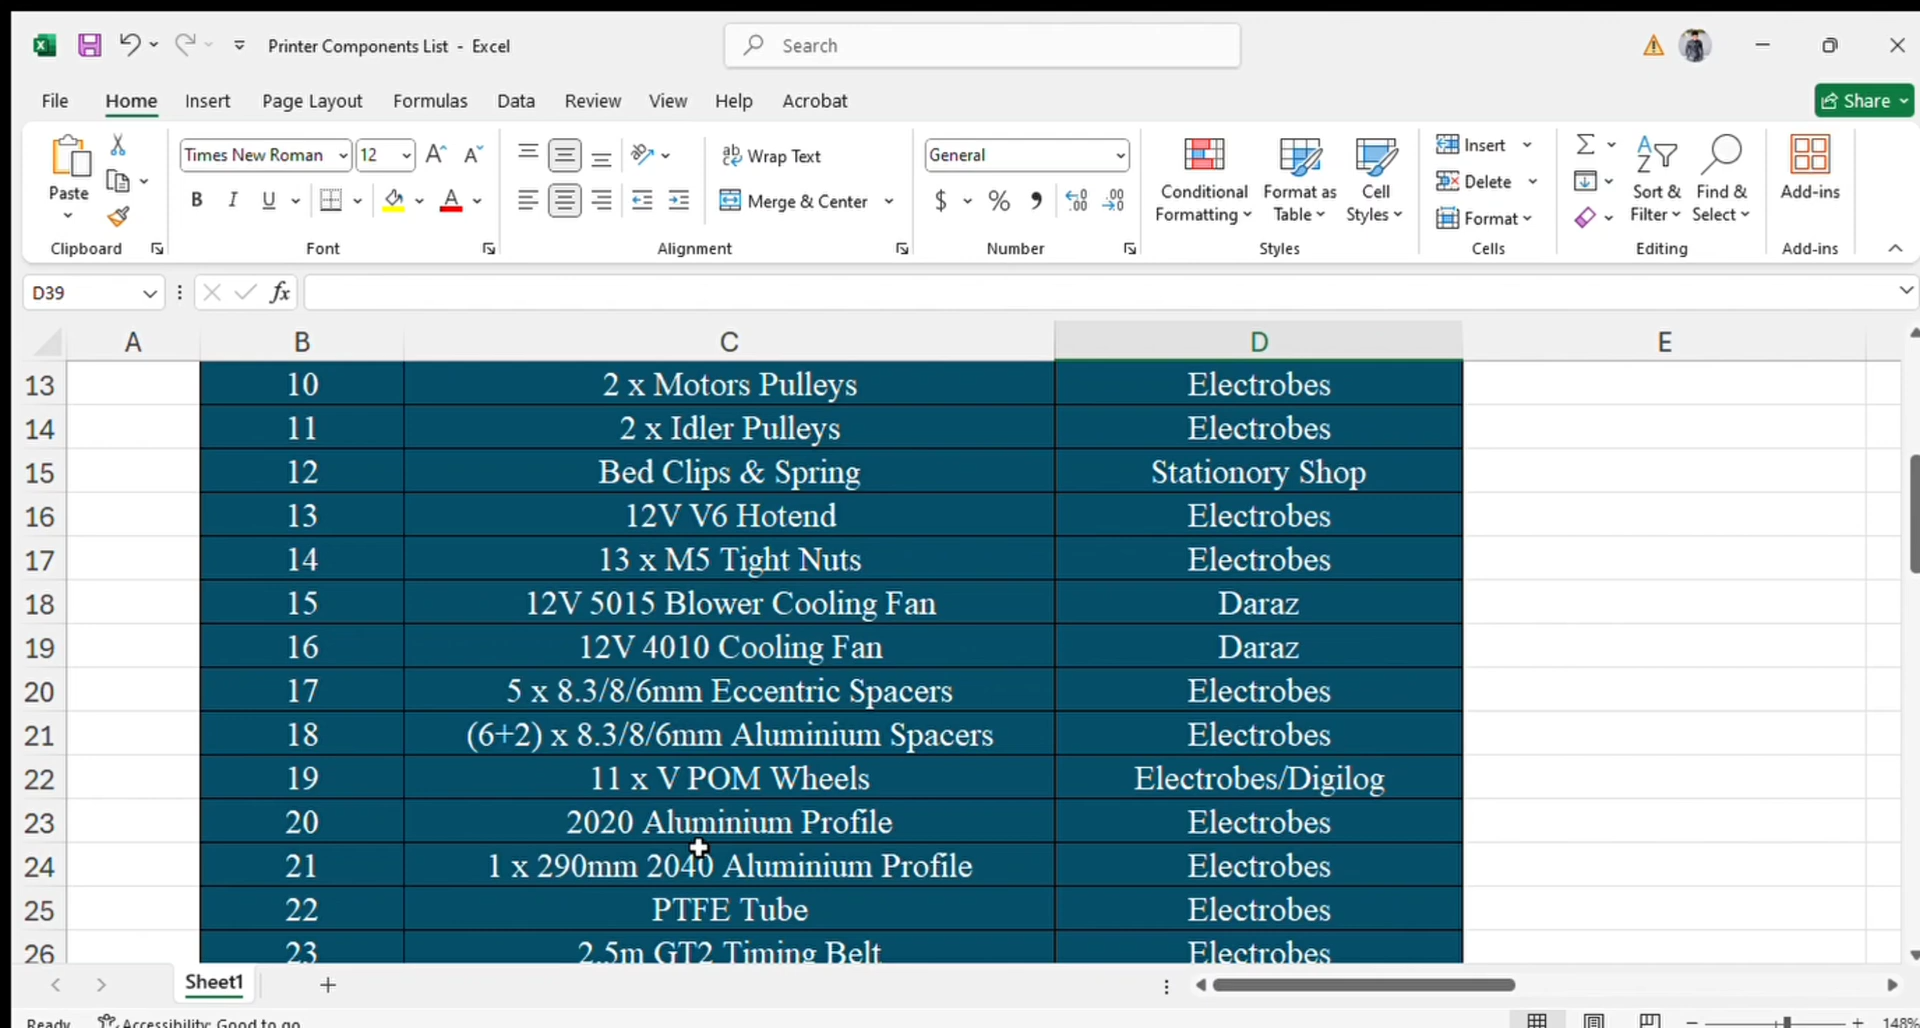 Printer Components List - Excel
Search
File Home Insert Page Layout Formulas Data Review View Help Acrobat
Share
Paste
Clipboard
Times New Roman 12
B I U
Font
Wrap Text
Merge & Center
Alignment
General
$ % 9
Number
Conditional Formatting
Format as Table
Cell Styles
Styles
Insert
Delete
Format
Cells
Sort & Filter
Find & Select
Editing
Add-ins
Add-ins
D39
fx
A B C D E
13 10 2 x Motors Pulleys Electrobes
14 11 2 x Idler Pulleys Electrobes
15 12 Bed Clips & Spring Stationory Shop
16 13 12V V6 Hotend Electrobes
17 14 13 x M5 Tight Nuts Electrobes
18 15 12V 5015 Blower Cooling Fan Daraz
19 16 12V 4010 Cooling Fan Daraz
20 17 5 x 8.3/8/6mm Eccentric Spacers Electrobes
21 18 (6+2) x 8.3/8/6mm Aluminium Spacers Electrobes
22 19 11 x V POM Wheels Electrobes/Digilog
23 20 2020 Aluminium Profile Electrobes
24 21 1 x 290mm 2040 Aluminium Profile Electrobes
25 22 PTFE Tube Electrobes
26 23 2.5m GT2 Timing Belt Electrobes
Sheet1
Ready Accessibility: Good to go
148%